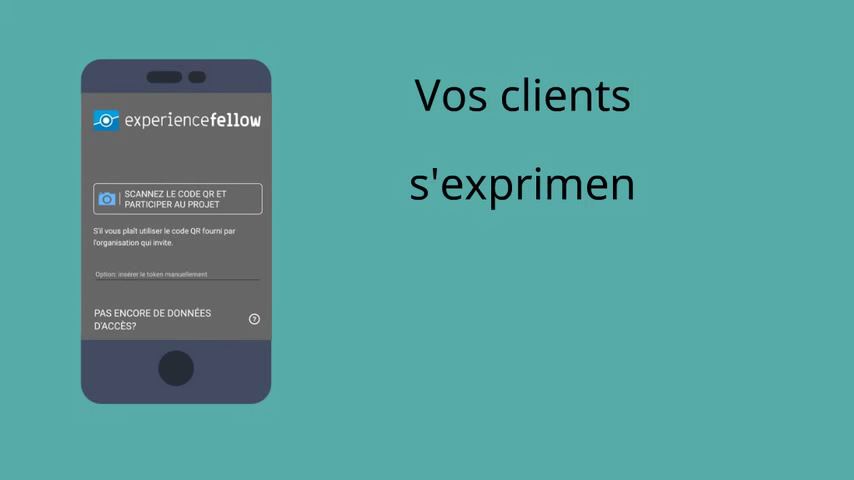 experiencefellow
SCANNEZ LE CODE QR ET
PARTICIPER AU PROJET
S'il vous plaît utiliser le code QR fourni par
l'organisation qui invite.
Option: insérer le token manuellement
PAS ENCORE DE DONNÉES
D'ACCÈS?
?
Vos clients
s'exprimen